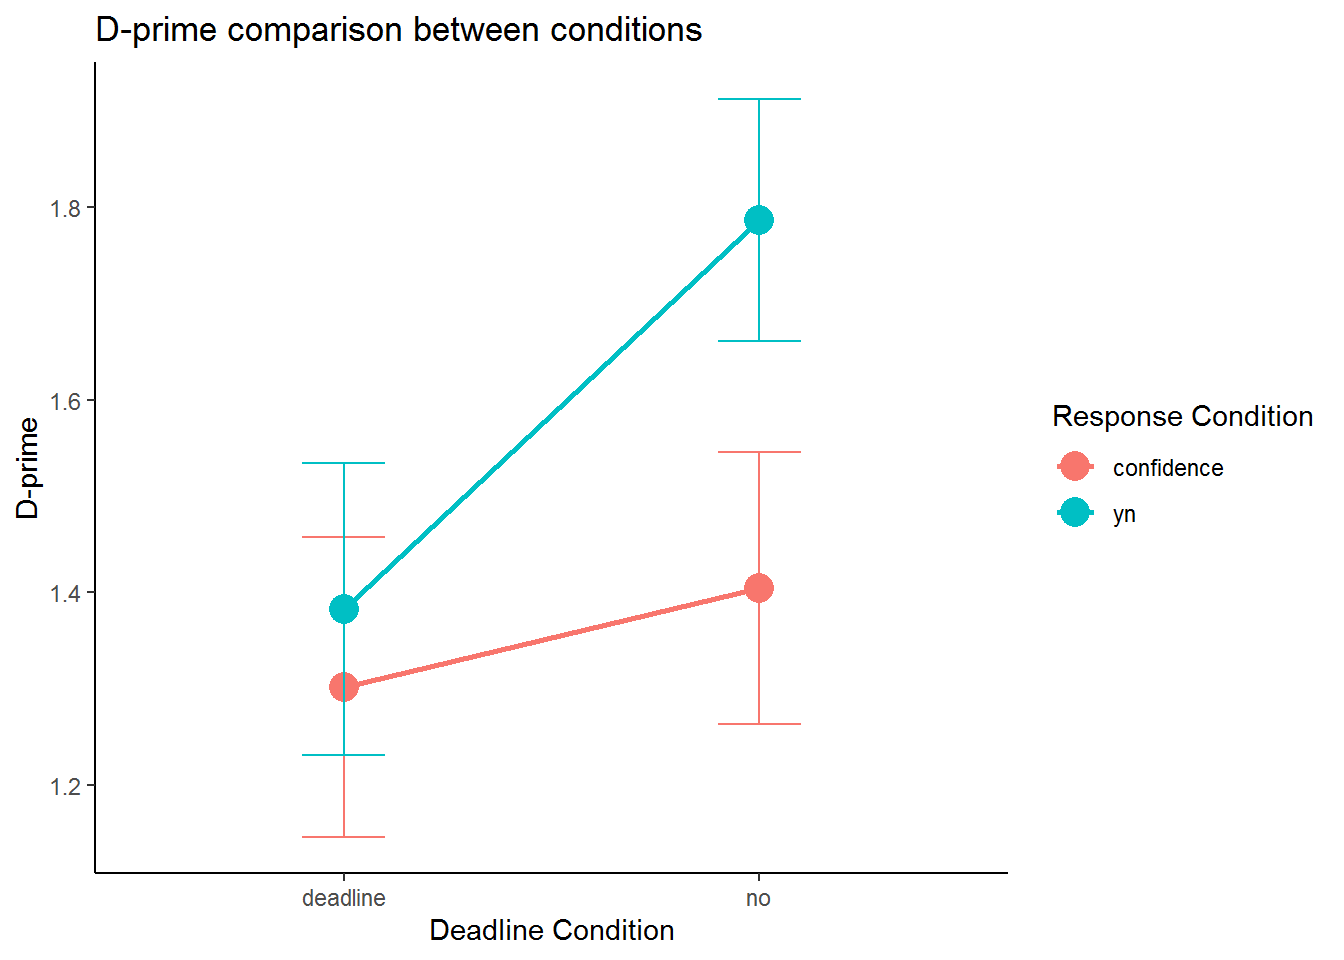 D-prime comparison between conditions
1.8
1.6
1.4
1.2
D-prime
deadline no
Deadline Condition
Response Condition
confidence
yn